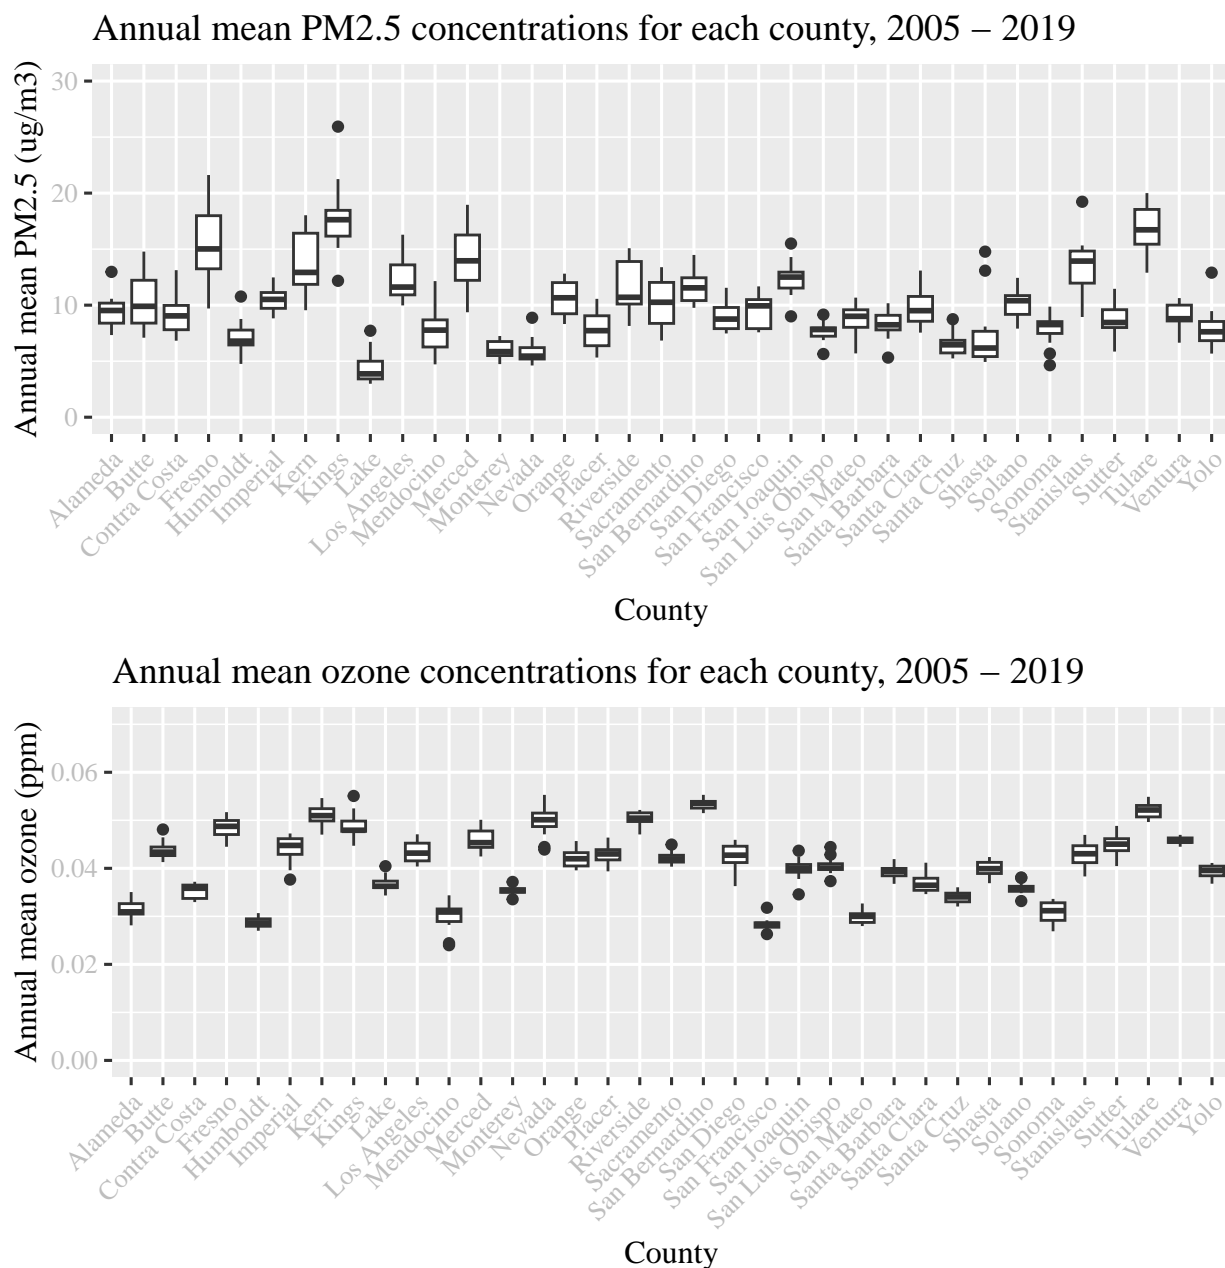 Annual mean PM2.5 concentrations for each county, 2005 – 2019
Annual mean PM2.5 (ug/m3)
30
20
10
0
Alameda
Butte
Contra Costa
Fresno
Humboldt
Imperial
Kern
Kings
Lake
Los Angeles
Mendocino
Merced
Monterey
Nevada
Orange
Placer
Riverside
Sacramento
San Bernardino
San Diego
San Francisco
San Joaquin
San Luis Obispo
San Mateo
Santa Barbara
Santa Clara
Santa Cruz
Shasta
Solano
Sonoma
Stanislaus
Sutter
Tulare
Ventura
Yolo
County
Annual mean ozone concentrations for each county, 2005 – 2019
Annual mean ozone (ppm)
0.06
0.04
0.02
0.00
Alameda
Butte
Contra Costa
Fresno
Humboldt
Imperial
Kern
Kings
Lake
Los Angeles
Mendocino
Merced
Monterey
Nevada
Orange
Placer
Riverside
Sacramento
San Bernardino
San Diego
San Francisco
San Joaquin
San Luis Obispo
San Mateo
Santa Barbara
Santa Clara
Santa Cruz
Shasta
Solano
Sonoma
Stanislaus
Sutter
Tulare
Ventura
Yolo
County